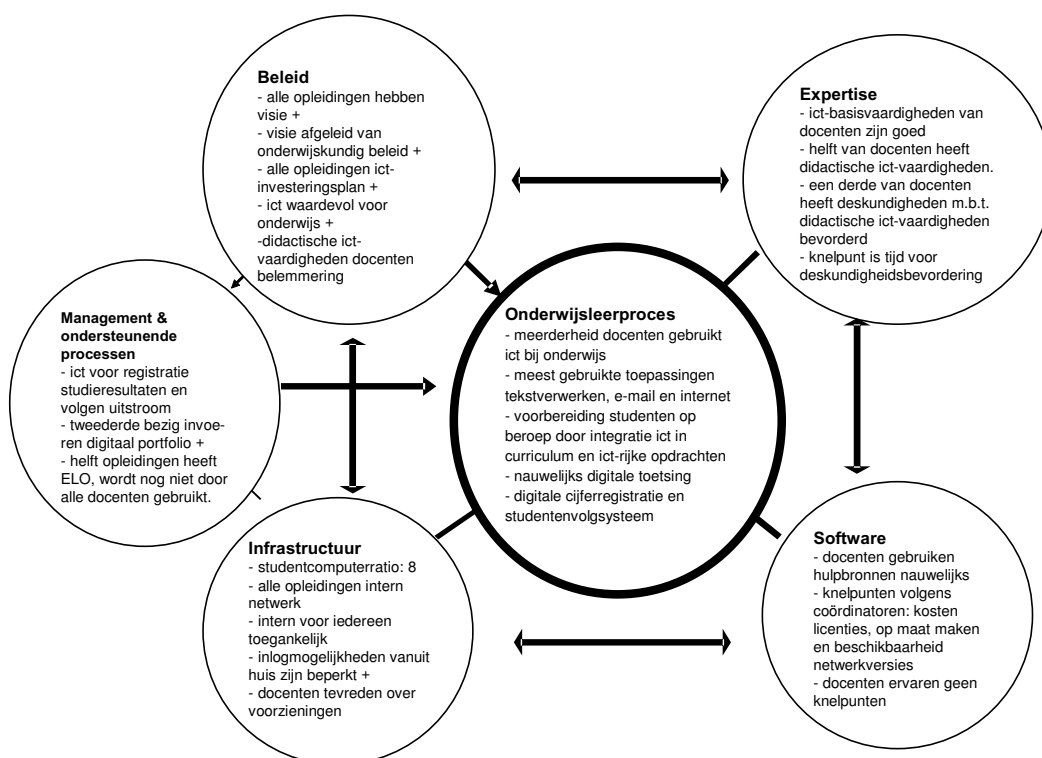 Beleid
- alle opleidingen hebben
visie +
- visie afgeleid van
onderwijskundig beleid +
- alle opleidingen ict-
investeringsplan +
- ict waardevol voor
onderwijs +
-didactische ict-
vaardigheden docenten
belemmering
Expertise
- ict-basisvaardigheden van
docenten zijn goed
- helft van docenten heeft
didactische ict-vaardigheden.
- een derde van docenten
heeft deskundigheden m.b.t.
didactische ict-vaardigheden
bevorderd
- knelpunt is tijd voor
deskundigheidsbevordering
Management &
ondersteunende
processen
- ict voor registratie
studieresultaten en
volgen uitstroom
- tweederde bezig invoe-
ren digitaal portfolio +
- helft opleidingen heeft
ELO, wordt nog niet door
alle docenten gebruikt.
Onderwijsleerproces
- meerderheid docenten gebruikt
ict bij onderwijs
- meest gebruikte toepassingen
tekstverwerken, e-mail en internet
- voorbereiding studenten op
beroep door integratie ict in
curriculum en ict-rijke opdrachten
- nauwelijks digitale toetsing
- digitale cijferregistratie en
studentenvolgsysteem
Infrastructuur
- studentcomputerratio: 8
- alle opleidingen intern
netwerk
- intern voor iedereen
toegankelijk
- inlogmogelijkheden vanuit
huis zijn beperkt +
- docenten tevreden over
voorzieningen
Software
- docenten gebruiken
hulpbronnen nauwelijks
- knelpunten volgens
coördinatoren: kosten
licenties, op maat maken
en beschikbaarheid
netwerkversies
- docenten ervaren geen
knelpunten